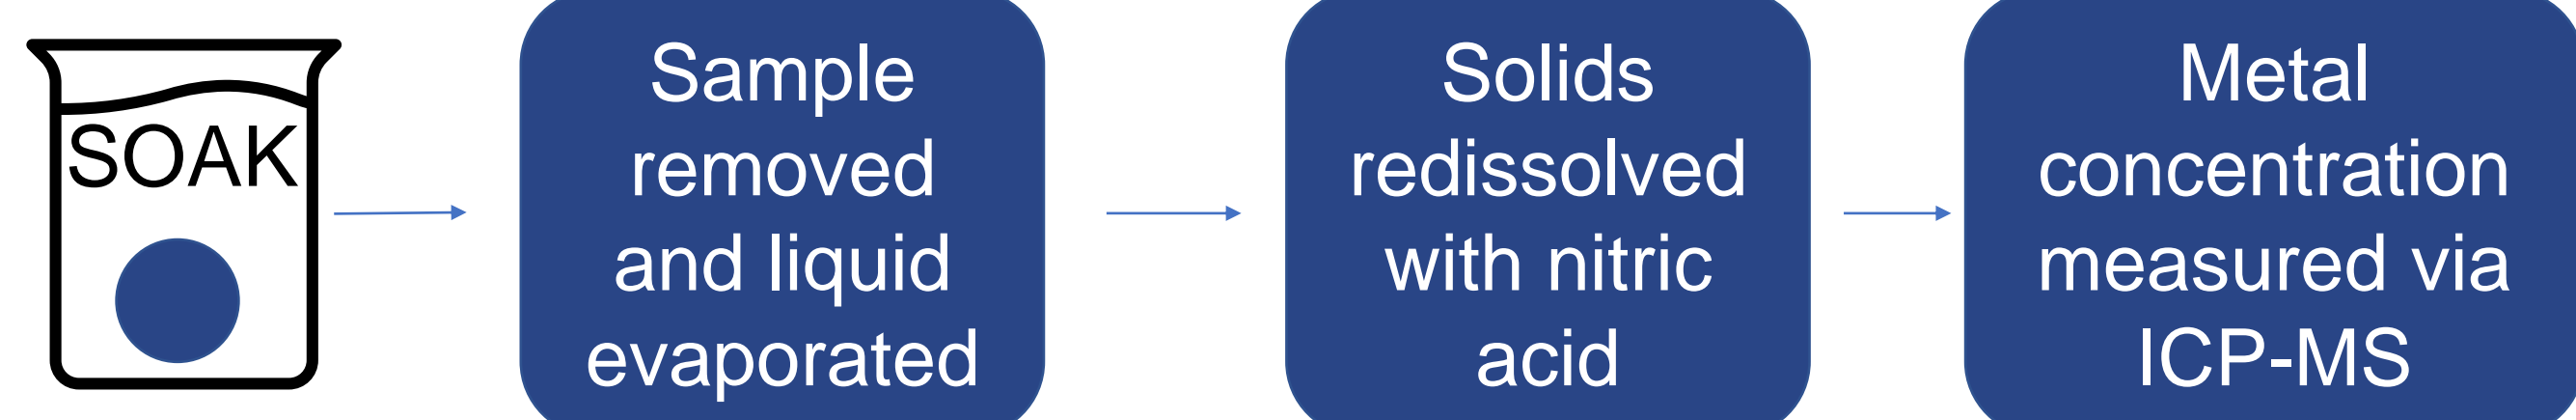 SOAK
Sample
removed
and liquid
evaporated
Solids
redissolved
with nitric
acid
Metal
concentration
measured via
ICP-MS